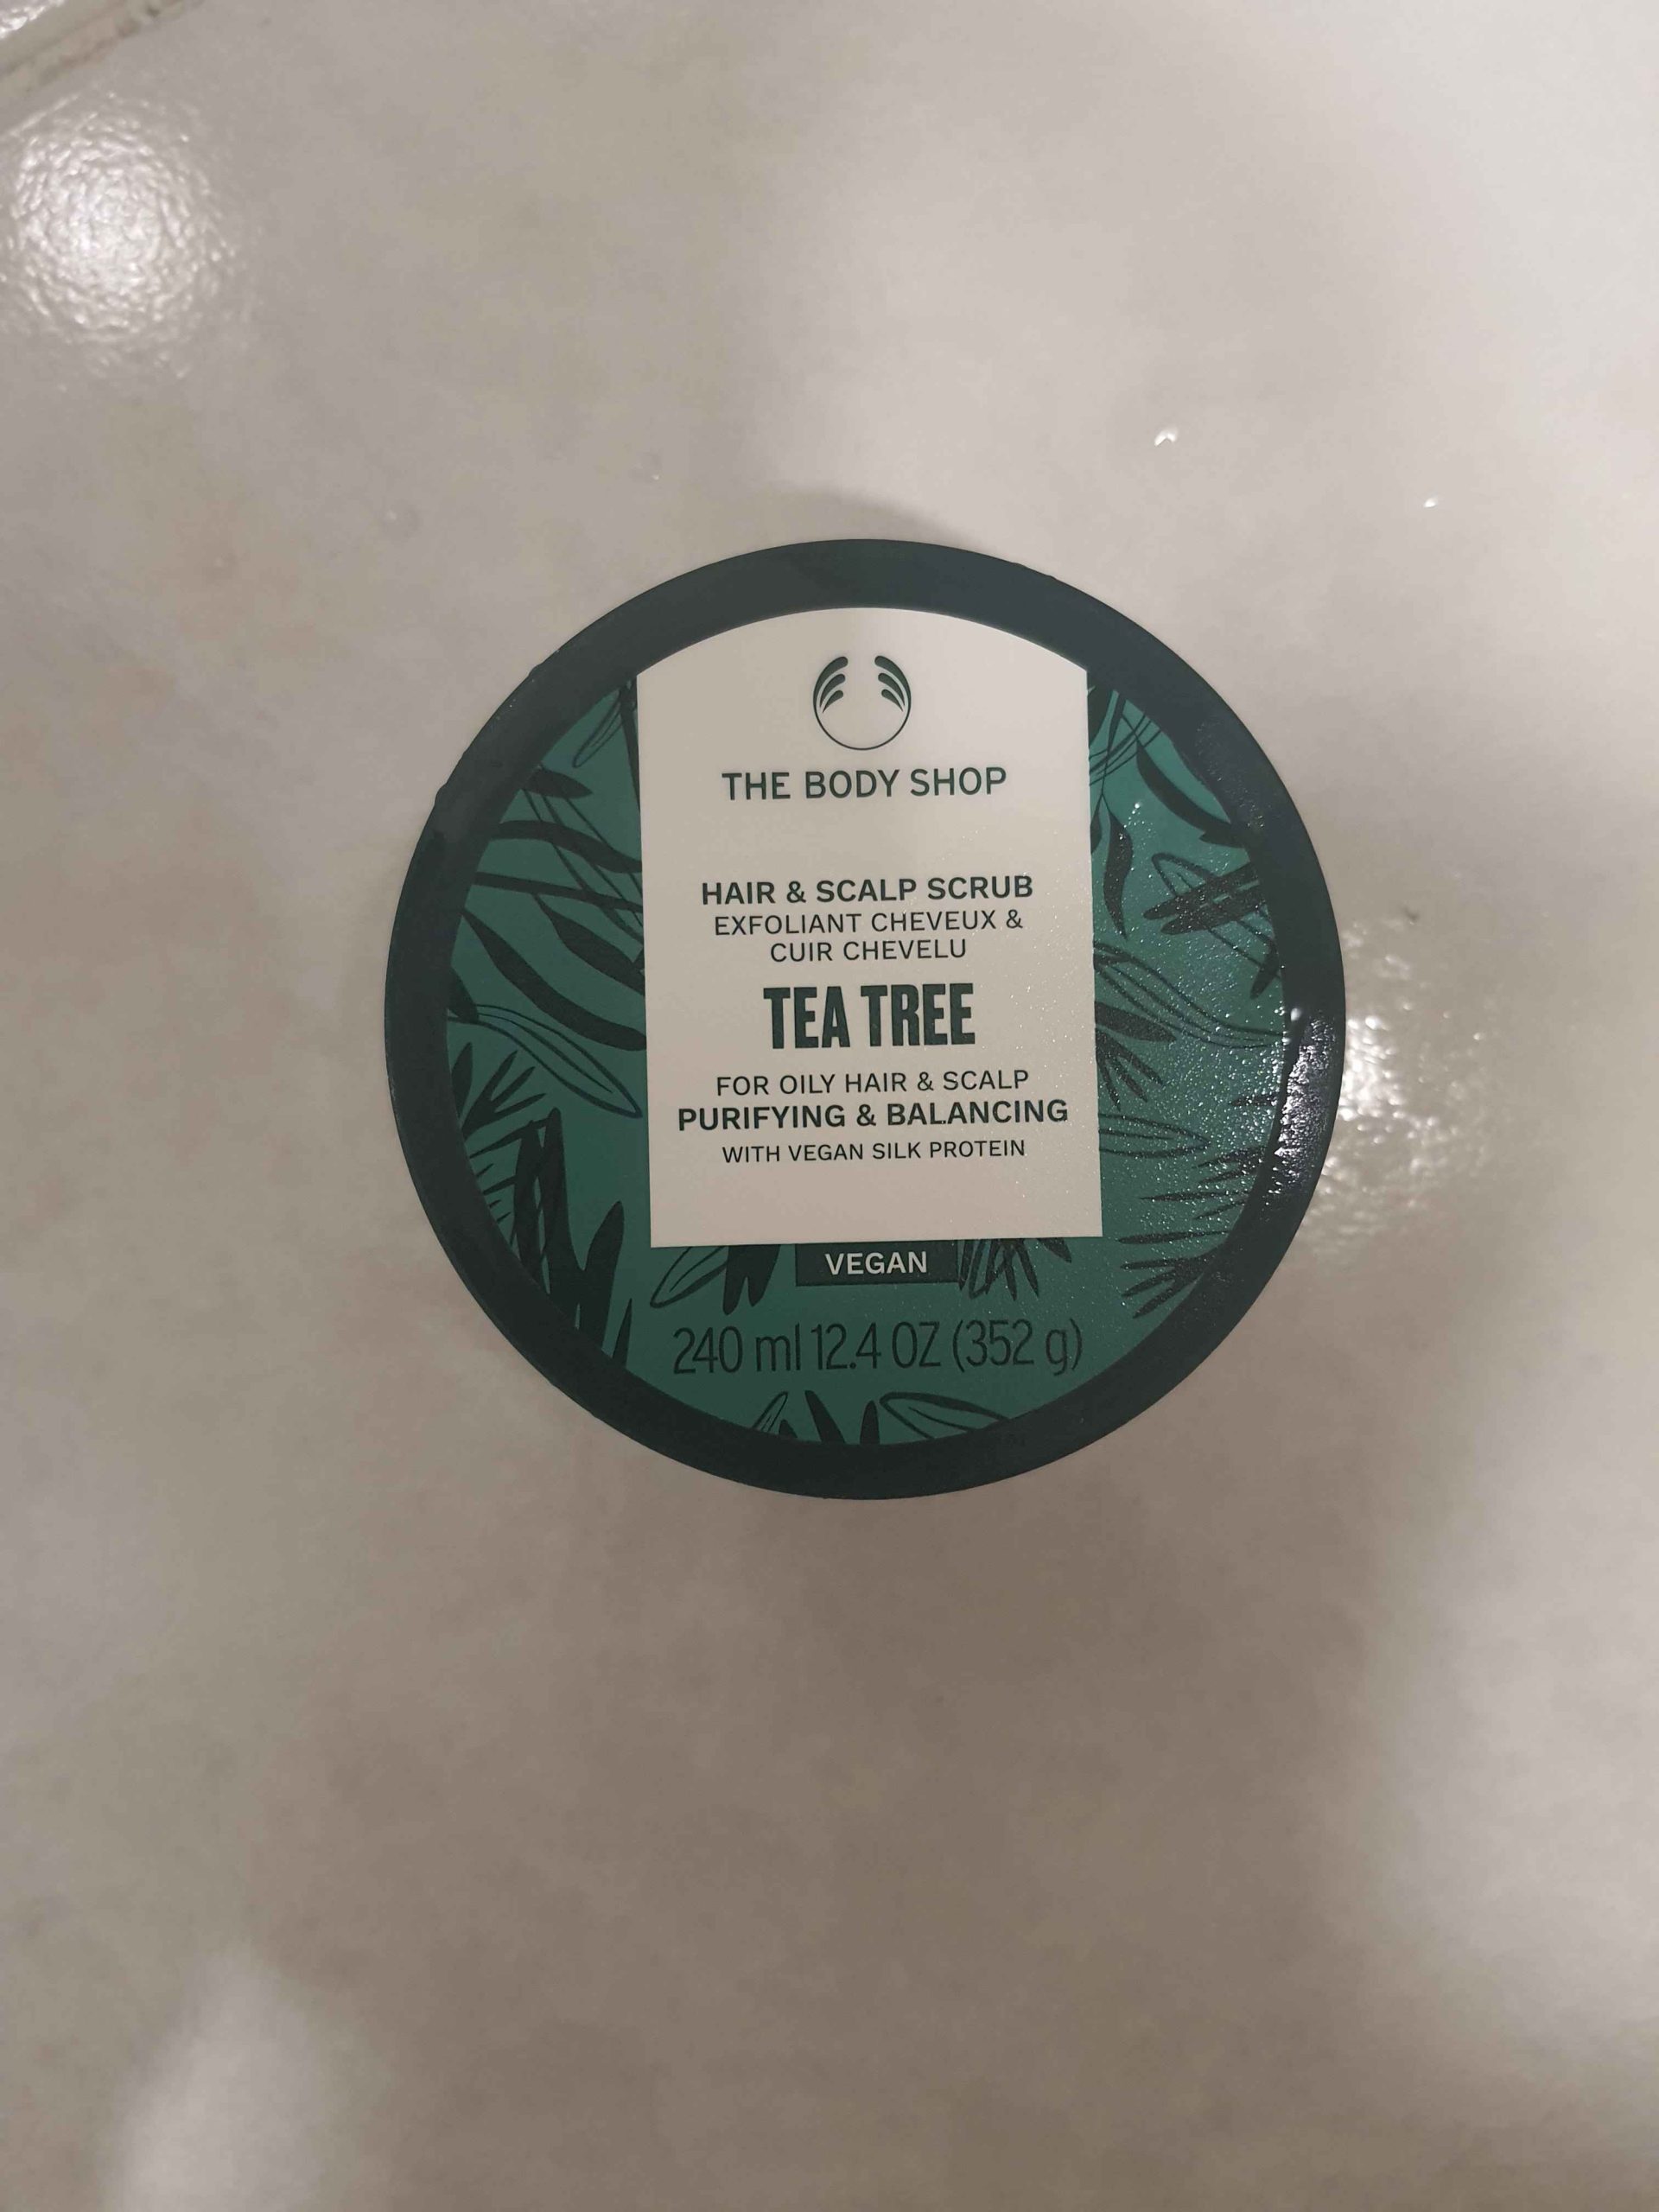 THE BODY SHOP
HAIR & SCALP SCRUB
EXFOLIANT CHEVEUX &
CUIR CHEVELU
TEA TREE
FOR OILY HAIR & SCALP
PURIFYING & BALANCING
WITH VEGAN SILK PROTEIN
VEGAN
240 ml 12.4 OZ (352 g)